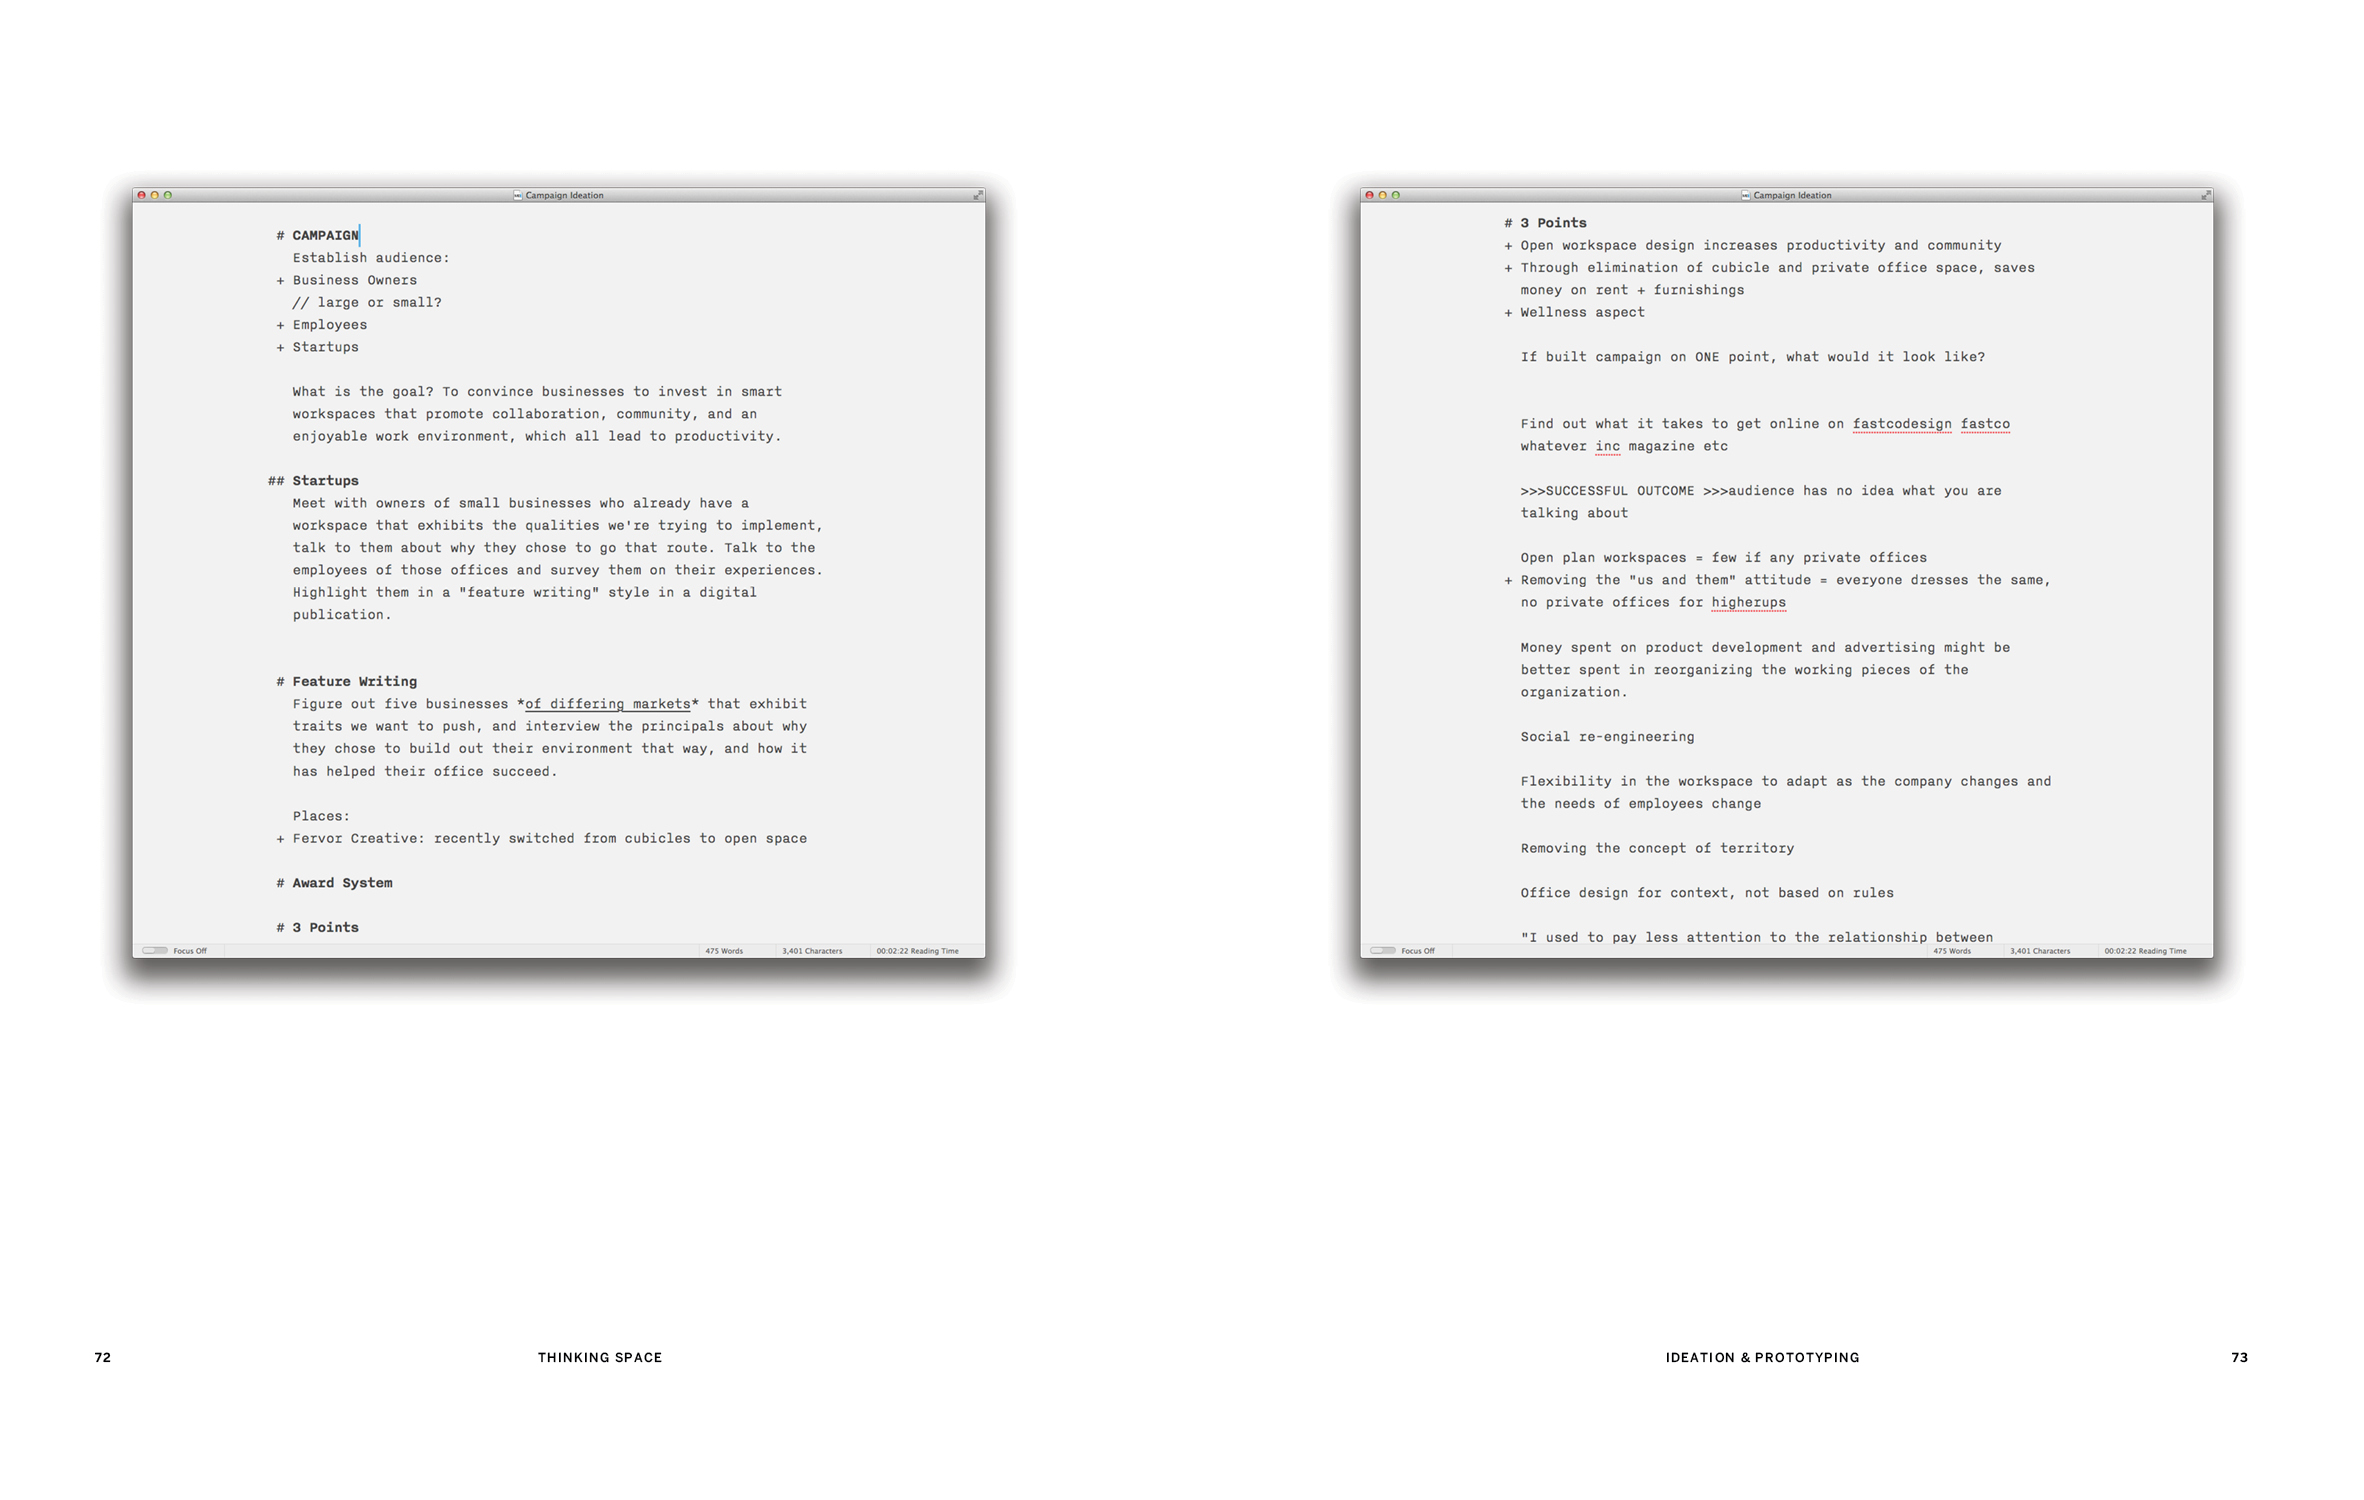 Campaign Ideation
# CAMPAIGN
Establish audience:
+ Business Owners
// large or small?
+ Employees
+ Startups
What is the goal? To convince businesses to invest in smart
workspaces that promote collaboration, community, and an
enjoyable work environment, which all lead to productivity.
## Startups
Meet with owners of small businesses who already have a
workspace that exhibits the qualities we're trying to implement,
talk to them about why they chose to go that route. Talk to the
employees of those offices and survey them on their experiences.
Highlight them in a "feature writing" style in a digital
publication.
# Feature Writing
Figure out five businesses *of differing markets* that exhibit
traits we want to push, and interview the principals about why
they chose to build out their environment that way, and how it
has helped their office succeed.
Places:
+ Fervor Creative: recently switched from cubicles to open space
# Award System
# 3 Points
Focus Off 475 Words 3,401 Characters 00:02:22 Reading Time
72 THINKING SPACE
Campaign Ideation
# 3 Points
+ Open workspace design increases productivity and community
+ Through elimination of cubicle and private office space, saves
money on rent + furnishings
+ Wellness aspect
If built campaign on ONE point, what would it look like?
Find out what it takes to get online on fastcodesign fastco
whatever inc magazine etc
>>>SUCCESSFUL OUTCOME >>>audience has no idea what you are
talking about
Open plan workspaces = few if any private offices
+ Removing the "us and them" attitude = everyone dresses the same,
no private offices for higherups
Money spent on product development and advertising might be
better spent in reorganizing the working pieces of the
organization.
Social re-engineering
Flexibility in the workspace to adapt as the company changes and
the needs of employees change
Removing the concept of territory
Office design for context, not based on rules
"I used to pay less attention to the relationship between
Focus Off 475 Words 3,401 Characters 00:02:22 Reading Time
IDEATION & PROTOTYPING 73